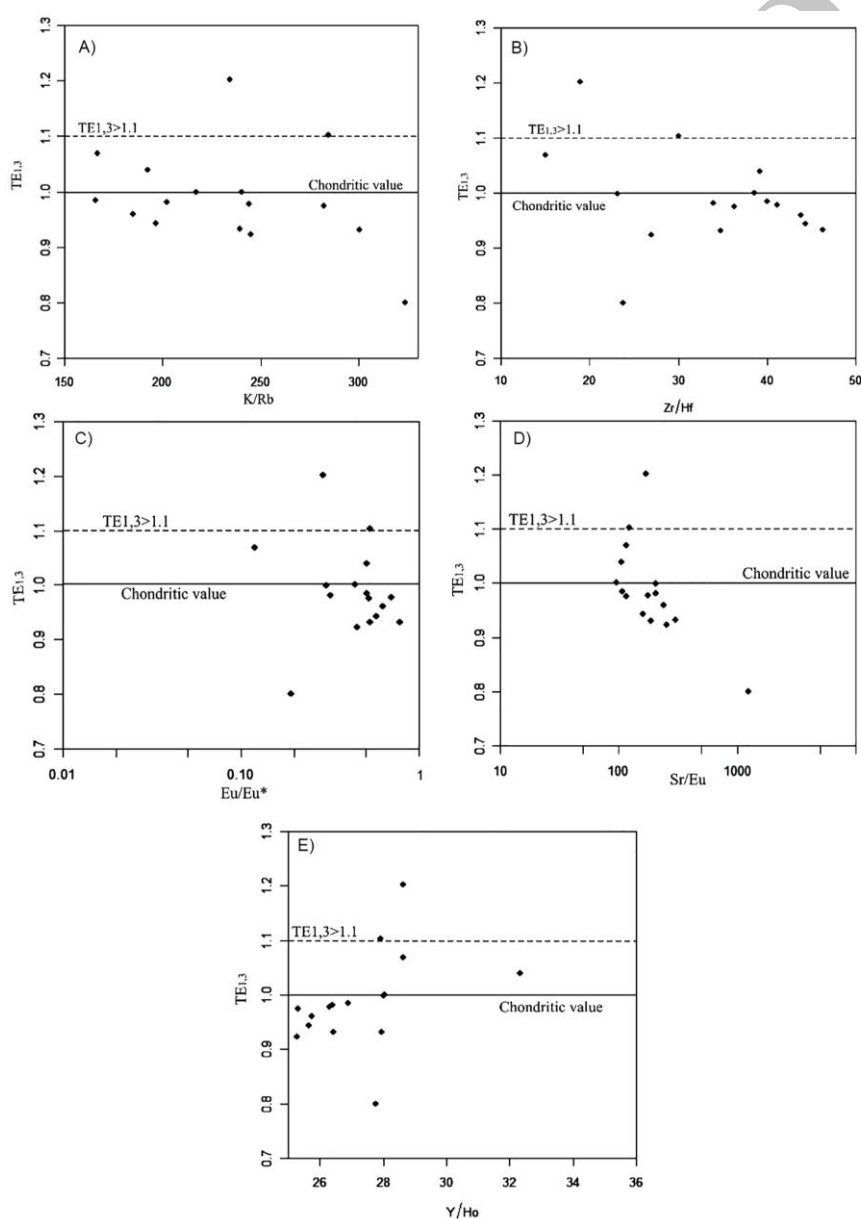 A)
1.3
1.2
1.1
1.0
0.9
0.8
0.7
TE1,3
TE1,3>1.1
Chondritic value
150
200
250
300
K/Rb
B)
1.3
1.2
1.1
1.0
0.9
0.8
0.7
TE1,3
TE1,3>1.1
Chondritic value
10
20
30
40
50
Zr/Hf
C)
1.3
1.2
1.1
1.0
0.9
0.8
0.7
TE1,3
TE1,3>1.1
Chondritic value
0.01
0.10
1
Eu/Eu*
D)
1.3
1.2
1.1
1.0
0.9
0.8
0.7
TE1,3
TE1,3>1.1
Chondritic value
10
100
1000
Sr/Eu
E)
1.3
1.2
1.1
1.0
0.9
0.8
0.7
TE1,3
TE1,3>1.1
Chondritic value
26
28
30
32
34
36
Y/Ho